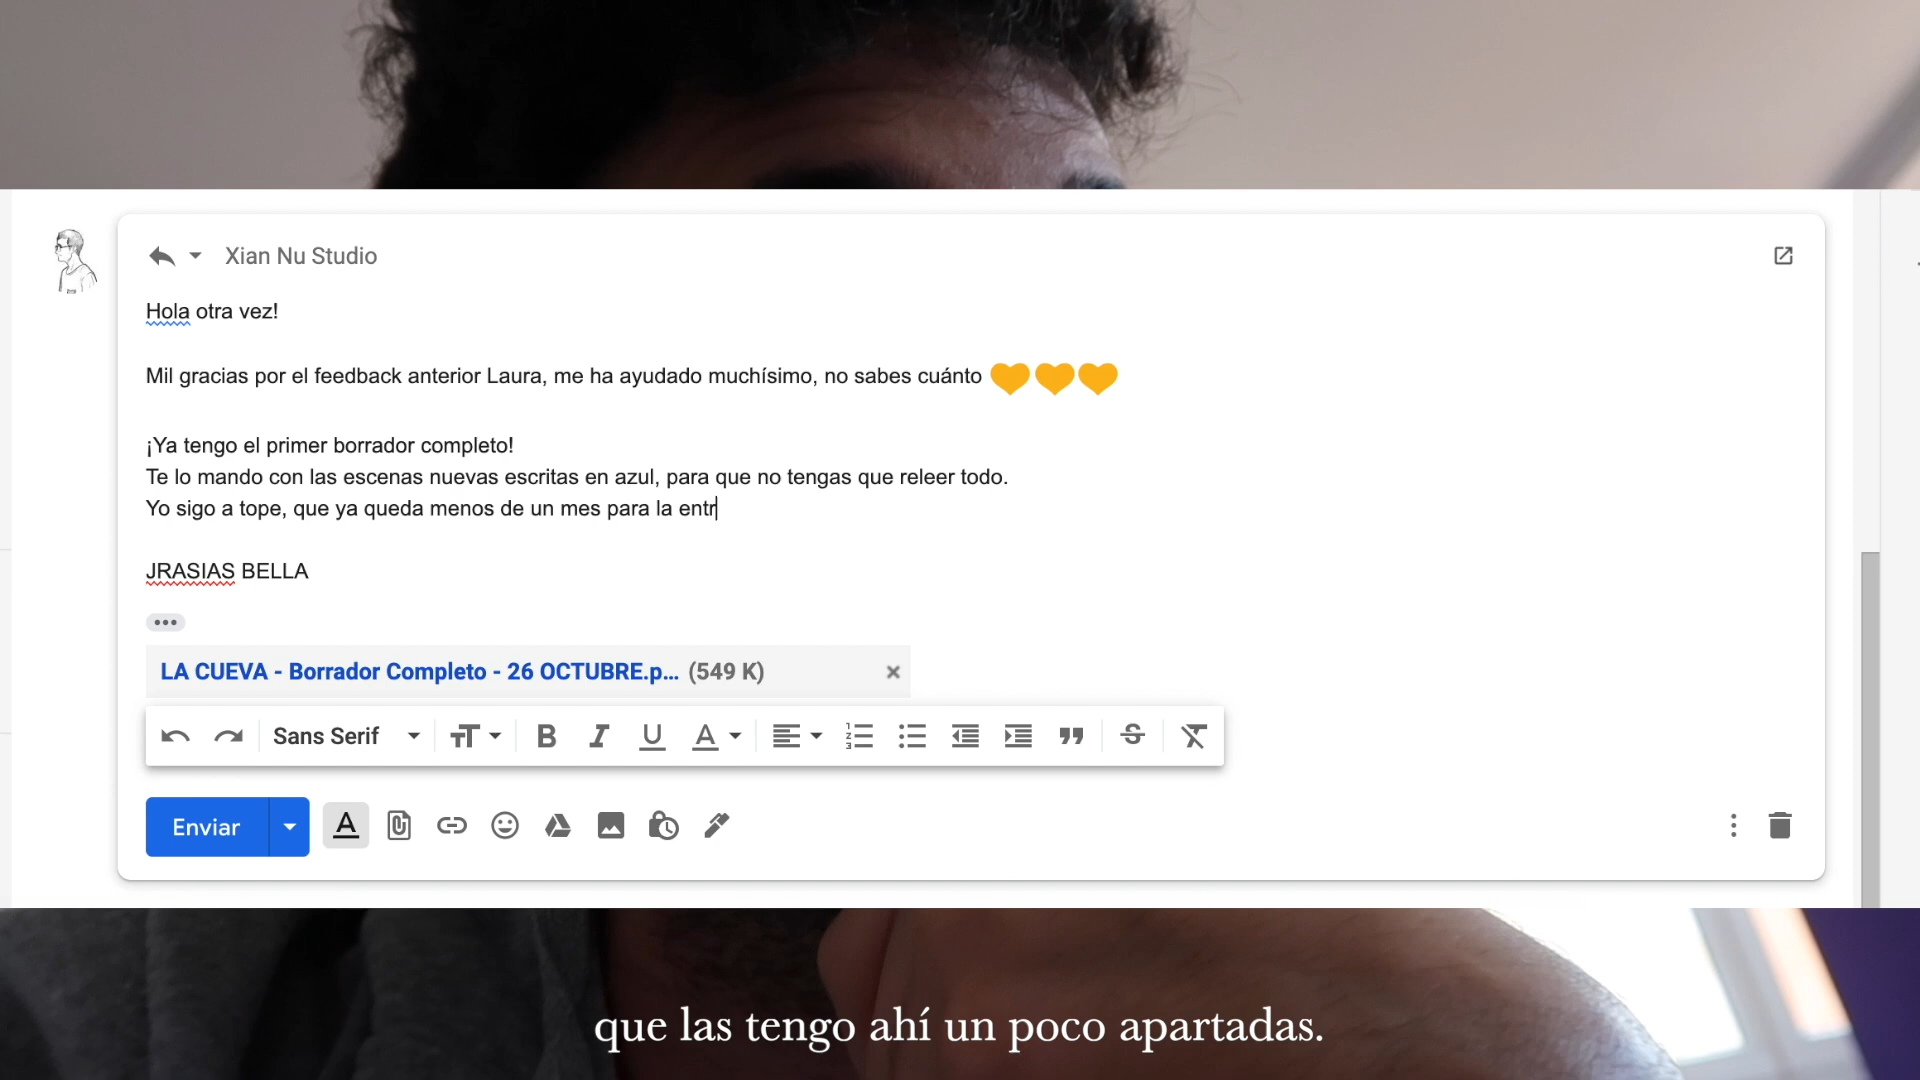 Xian Nu Studio
Hola otra vez!
Mil gracias por el feedback anterior Laura, me ha ayudado muchísimo, no sabes cuánto
¡Ya tengo el primer borrador completo!
Te lo mando con las escenas nuevas escritas en azul, para que no tengas que releer todo.
Yo sigo a tope, que ya queda menos de un mes para la entr
JRASIAS BELLA
LA CUEVA - Borrador Completo - 26 OCTUBRE.p... (549 K)
Sans Serif
Enviar
que las tengo ahí un poco apartadas.